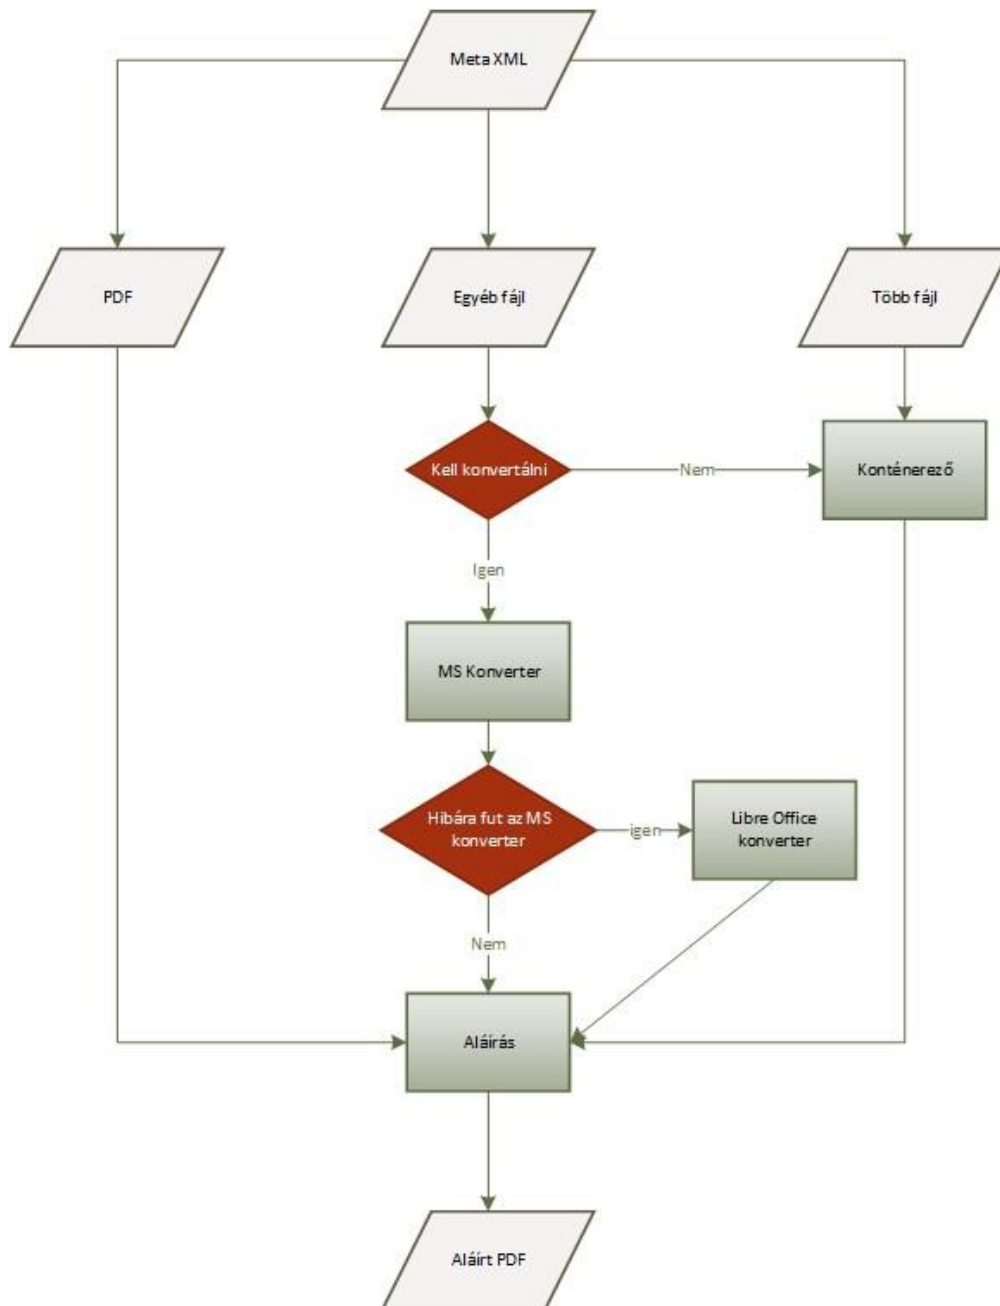 Meta XML
PDF
Egyéb fájl
Több fájl
Kell konvertálni
Nem
Konténerező
Igen
MS Konverter
Hibára fut az MS
konverter
igen
Libre Office
konverter
Nem
Aláírás
Aláírt PDF